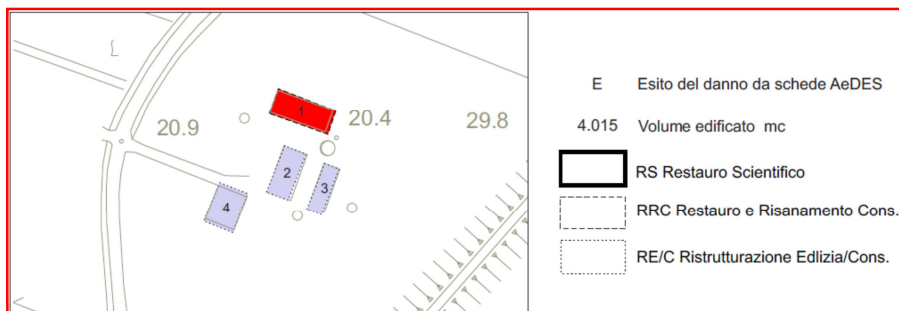 1
20.9
20.4
29.8
2
3
4
E Esito del danno da schede AeDES
4.015 Volume edificato mc
RS Restauro Scientifico
RRC Restauro e Risanamento Cons.
RE/C Ristrutturazione Edlizia/Cons.